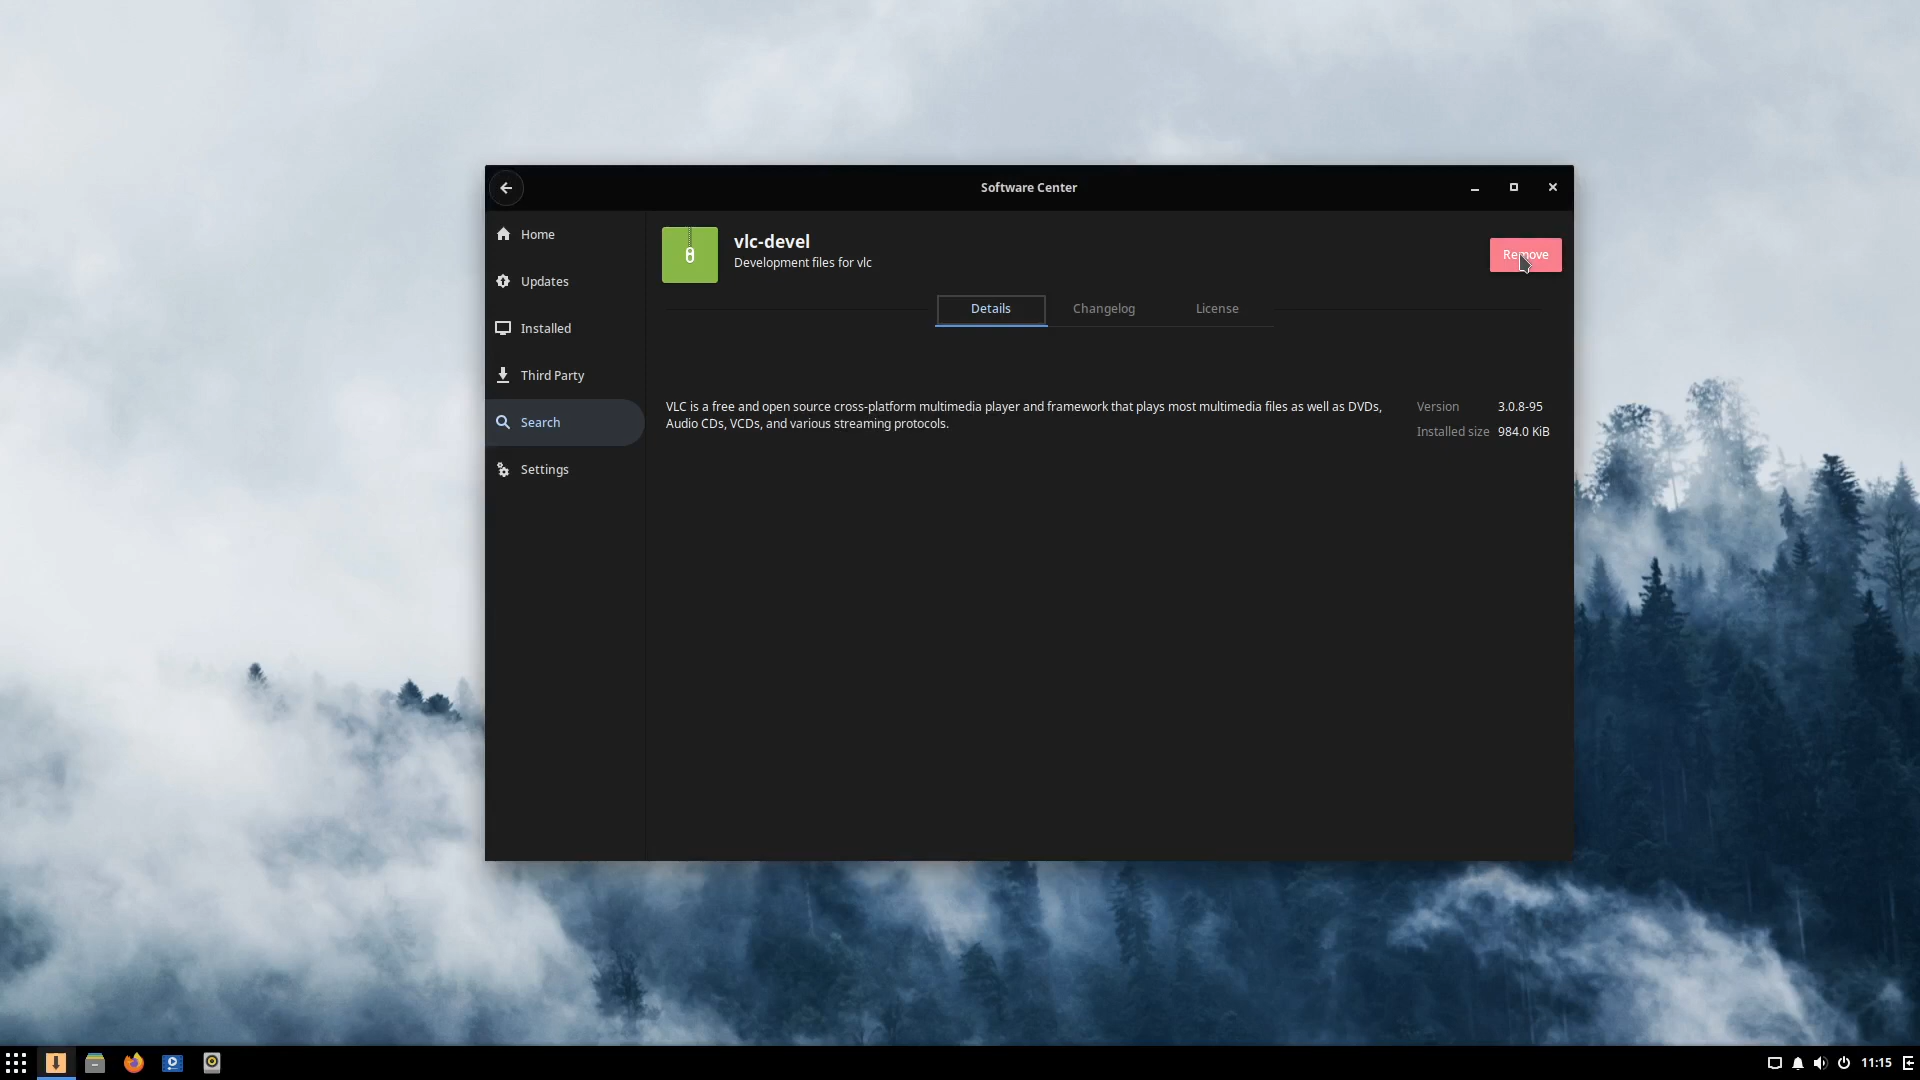 Software Center
Home
Updates
Installed
Third Party
Search
Settings
vlc-devel
Development files for vlc
Remove
Details
Changelog
License
VLC is a free and open source cross-platform multimedia player and framework that plays most multimedia files as well as DVDs,
Audio CDs, VCDs, and various streaming protocols.
Version 3.0.8-95
Installed size 984.0 KiB
11:15